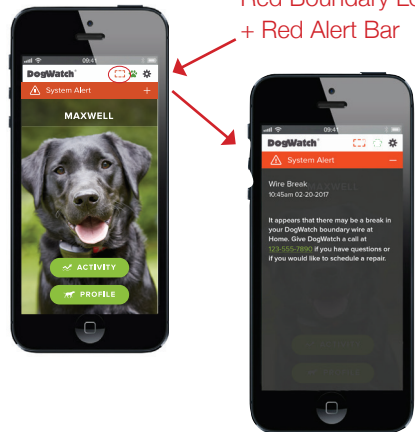 + Red Alert Bar
09:41
DogWatch
System Alert +
MAXWELL
ACTIVITY
PROFILE
09:41
DogWatch
System Alert −
Wire Break
10:45am 02-20-2017
It appears that there may be a break in
your DogWatch boundary wire at
Home. Give DogWatch a call at
123-555-7890 if you have questions or
if you would like to schedule a repair.